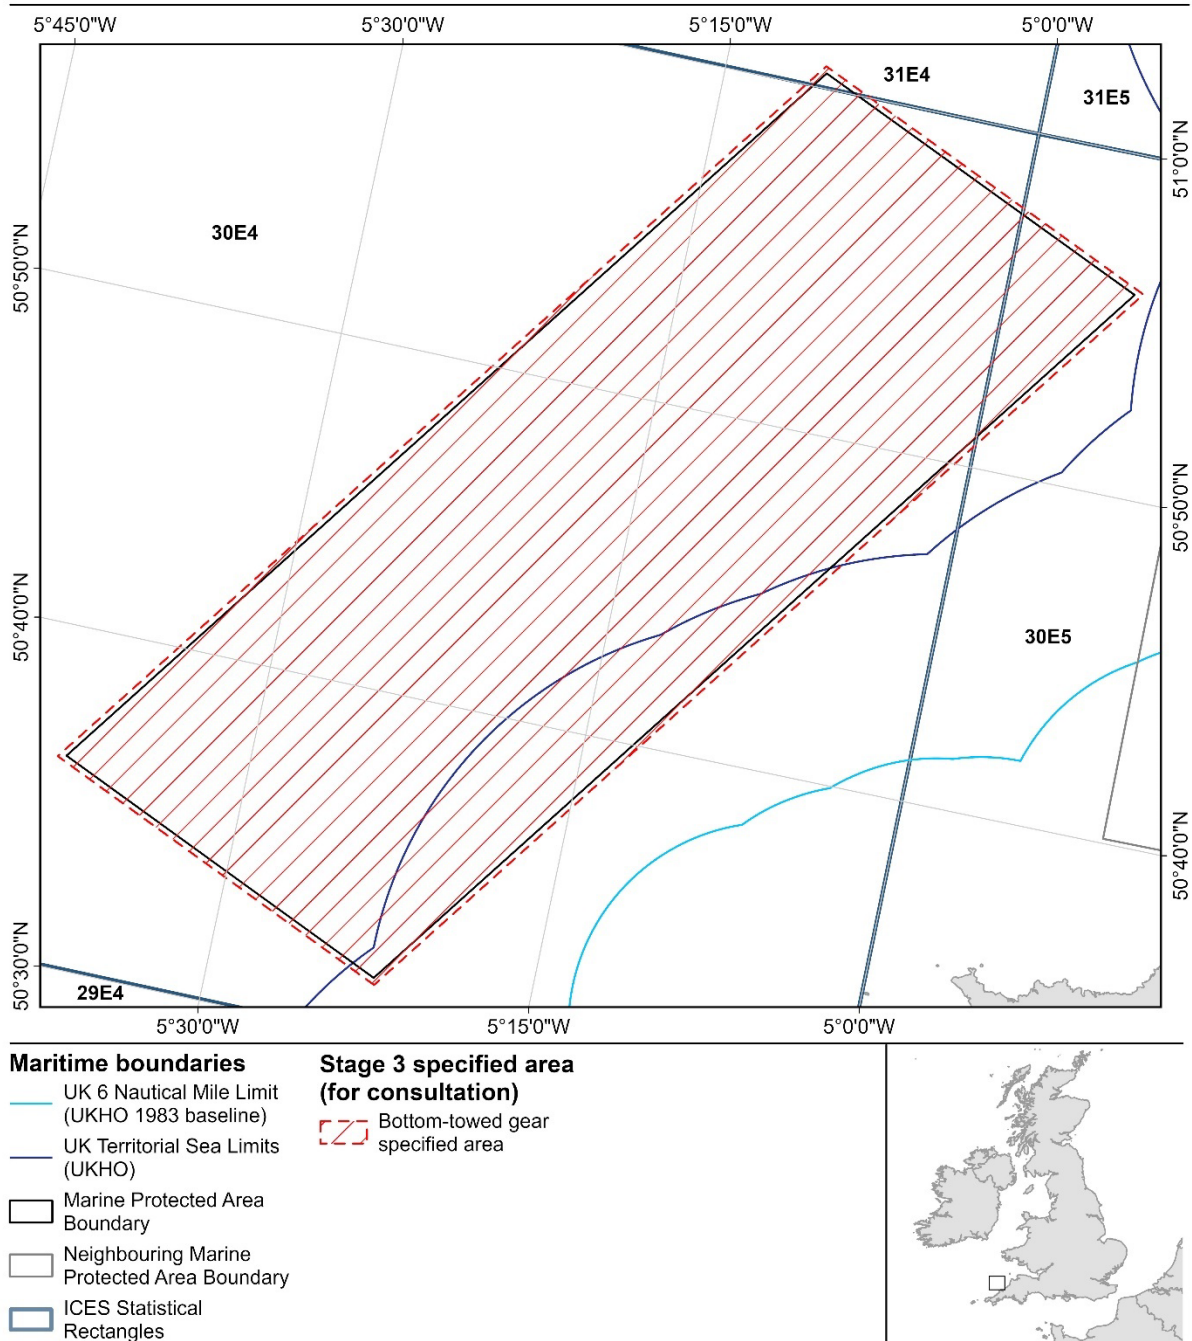 5°45'0"W 5°30'0"W 5°15'0"W 5°0'0"W
31E4
31E5
51°0'0"N
30E4
50°50'0"N
50°50'0"N
50°40'0"N
30E5
50°40'0"N
50°30'0"N
29E4
5°30'0"W 5°15'0"W 5°0'0"W
Maritime boundaries
UK 6 Nautical Mile Limit
(UKHO 1983 baseline)
UK Territorial Sea Limits
(UKHO)
Marine Protected Area
Boundary
Neighbouring Marine
Protected Area Boundary
ICES Statistical
Rectangles
Stage 3 specified area
(for consultation)
Bottom-towed gear
specified area